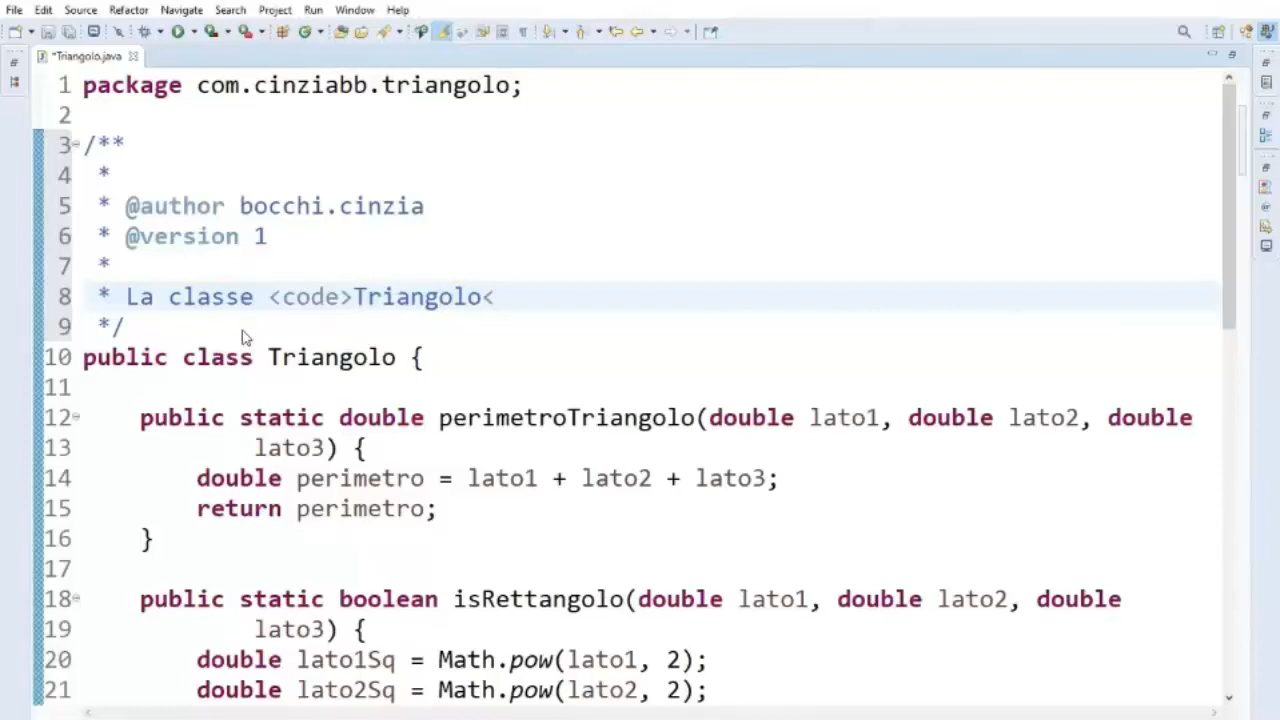 File Edit Source Refactor Navigate Search Project Run Window Help
*Triangolo.java
1 package com.cinziabb.triangolo;
2
3 /**
4 *
5 * @author bocchi.cinzia
6 * @version 1
7 *
8 * La classe <code>Triangolo<
9 */
10 public class Triangolo {
11
12 public static double perimetroTriangolo(double lato1, double lato2, double
13 lato3) {
14 double perimetro = lato1 + lato2 + lato3;
15 return perimetro;
16 }
17
18 public static boolean isRettangolo(double lato1, double lato2, double
19 lato3) {
20 double lato1Sq = Math.pow(lato1, 2);
21 double lato2Sq = Math.pow(lato2, 2);